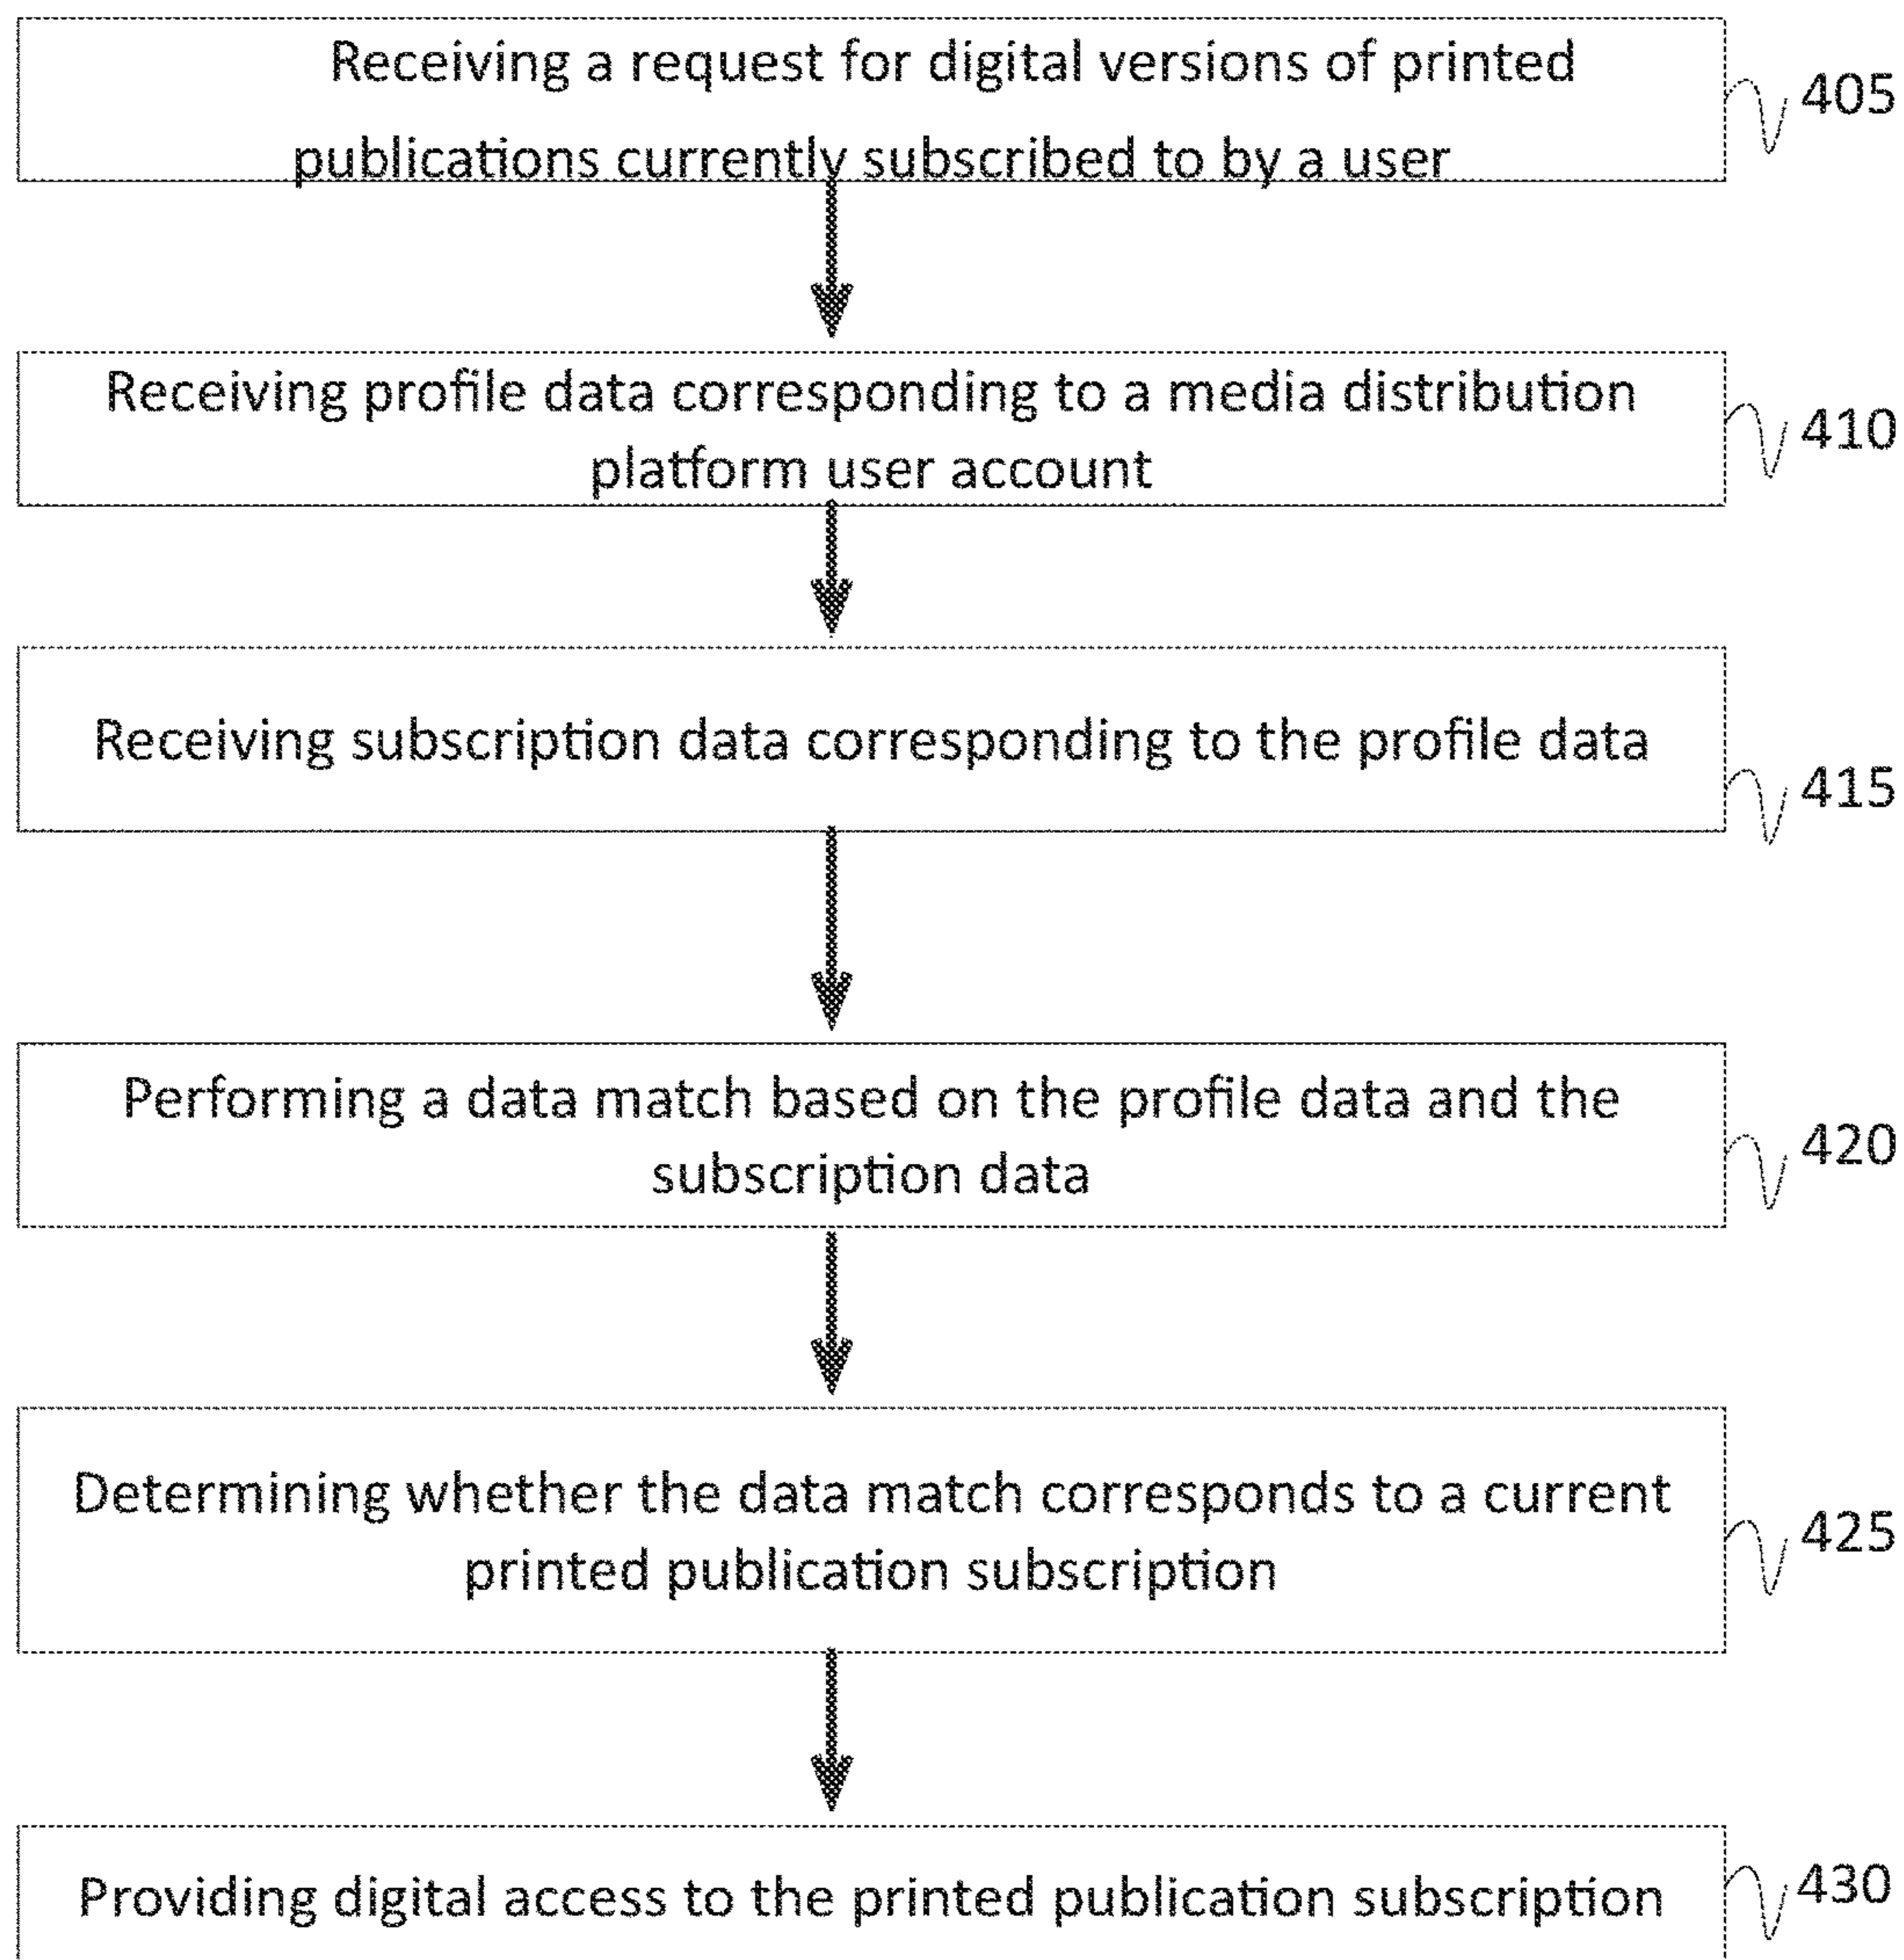 Receiving a request for digital versions of printed
publications currently subscribed to by a user
405
Receiving profile data corresponding to a media distribution
platform user account
410
Receiving subscription data corresponding to the profile data
415
Performing a data match based on the profile data and the
subscription data
420
Determining whether the data match corresponds to a current
printed publication subscription
425
Providing digital access to the printed publication subscription
430